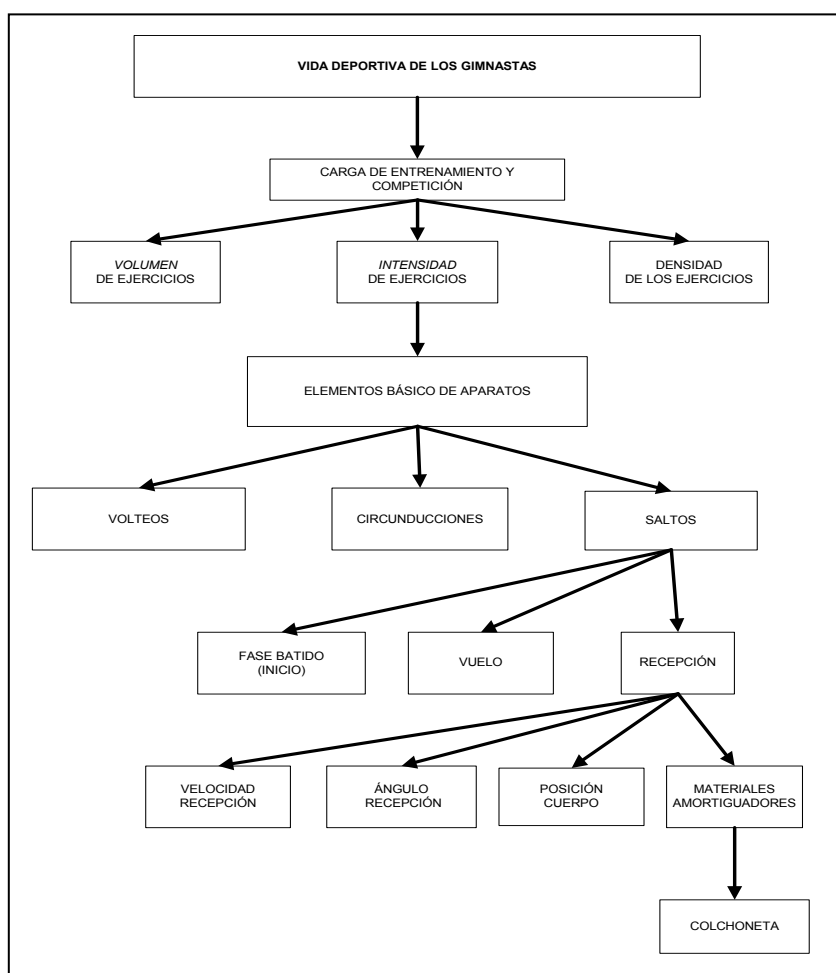 VIDA DEPORTIVA DE LOS GIMNASTAS
CARGA DE ENTRENAMIENTO Y
COMPETICIÓN
VOLUMEN
DE EJERCICIOS
INTENSIDAD
DE EJERCICIOS
DENSIDAD
DE LOS EJERCICIOS
ELEMENTOS BÁSICO DE APARATOS
VOLTEOS
CIRCUNDUCCIONES
SALTOS
FASE BATIDO
(INICIO)
VUELO
RECEPCIÓN
VELOCIDAD
RECEPCIÓN
ÁNGULO
RECEPCIÓN
POSICIÓN
CUERPO
MATERIALES
AMORTIGUADORES
COLCHONETA